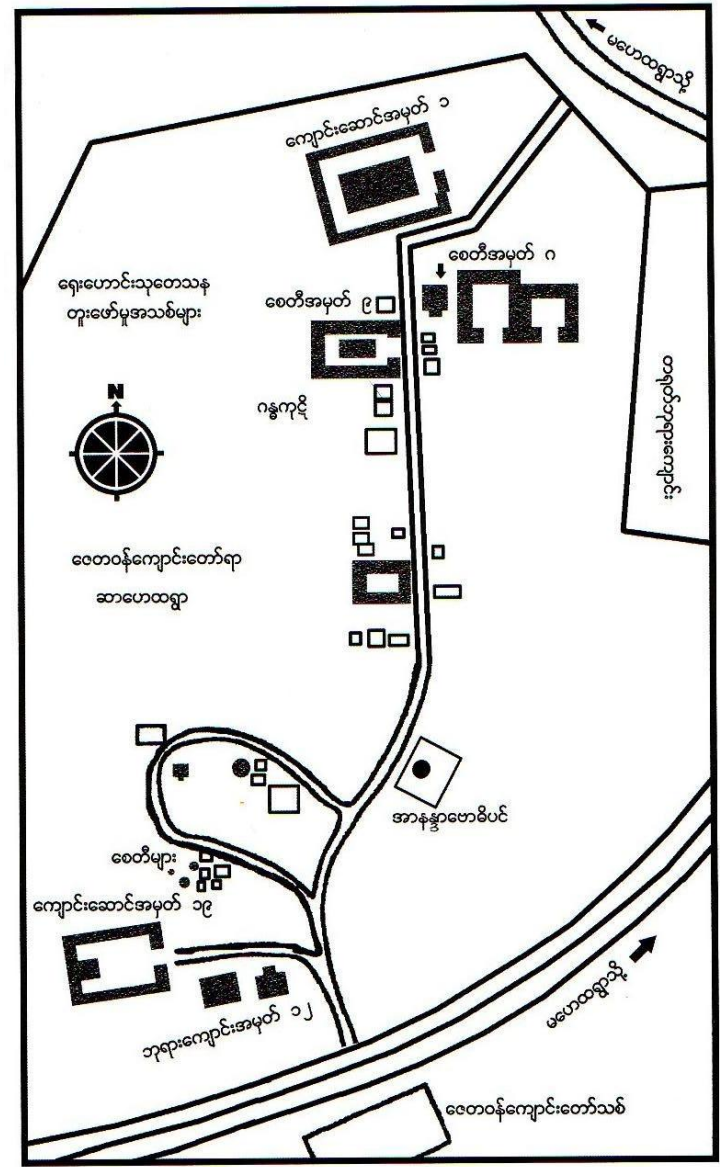 မဟေထရွာသို့
ကျောင်းဆောင်အမှတ် ၁
စေတီအမှတ် ဂ
ရှေးဟောင်းသုတေသန
တူးဖော်မှုအသစ်များ
စေတီအမှတ် ၉
ဂန္ဓကုဋိ
N
ဇေတဝန်ကျောင်းတော်ရာ
ဆာဟေထရွာ
အာနန္ဒာဗောဓိပင်
စေတီများ
ကျောင်းဆောင်အမှတ် ၁၉
ဘုရားကျောင်းအမှတ် ၁၂
မဟေထရွာသို့
ဇေတဝန်ကျောင်းတော်သစ်